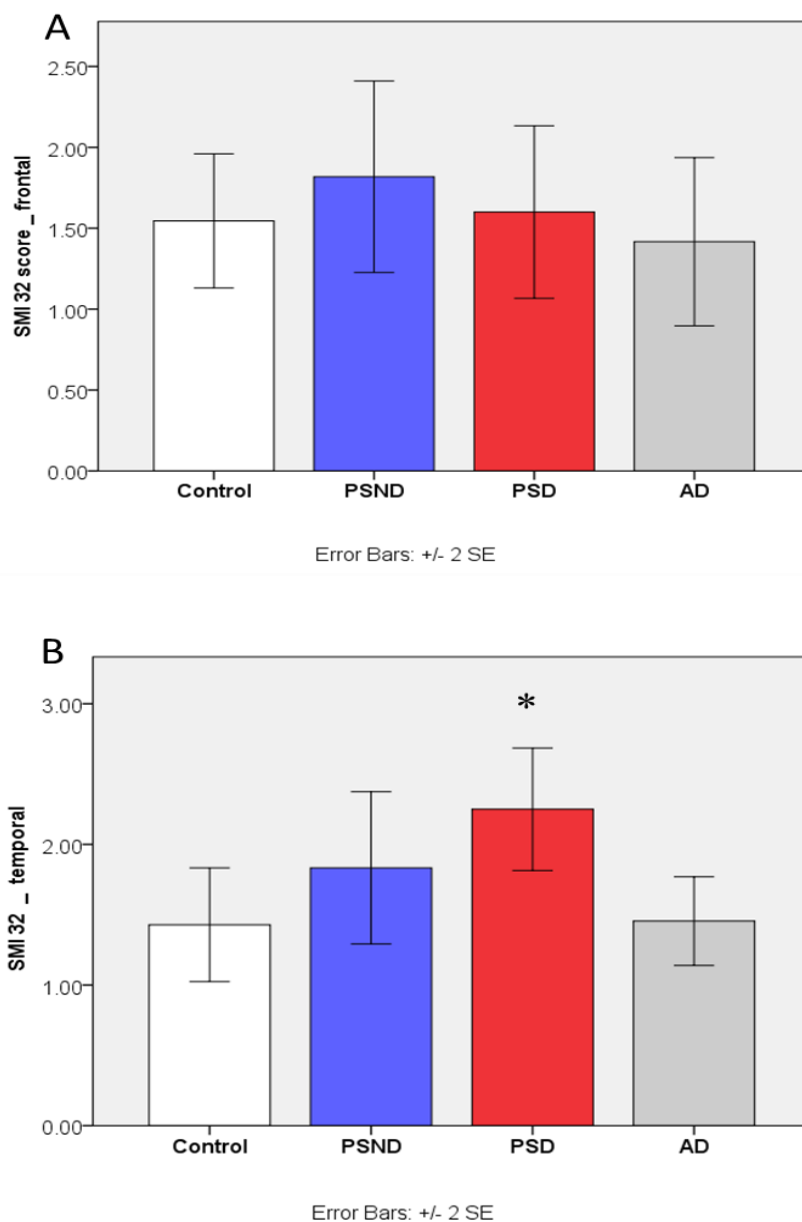 A
2.50
2.00
1.50
1.00
0.50
0.00
SMI 32 score _ frontal
Control PSND PSD AD
Error Bars: +/- 2 SE
B
*
3.00
2.00
1.00
0.00
SMI 32 _ temporal
Control PSND PSD AD
Error Bars: +/- 2 SE